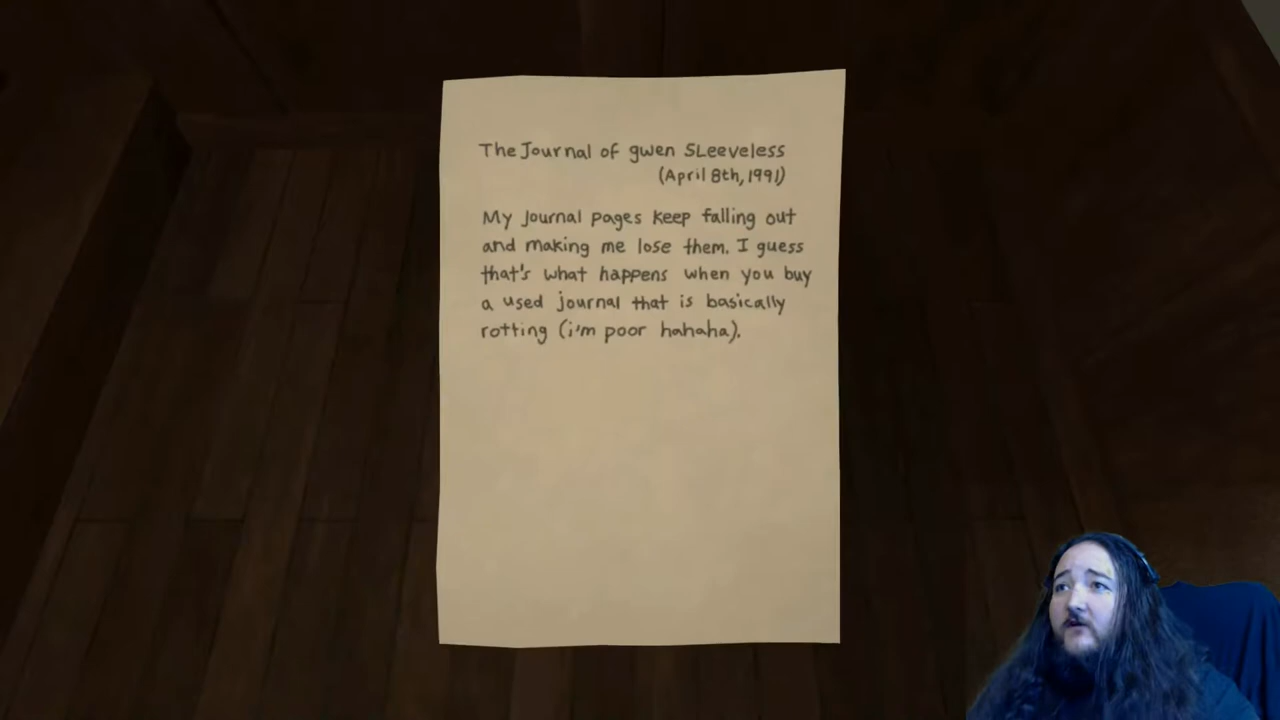 The Journal of gwen SLeeveless
(April 8th, 1991)
My Journal pages keep falling out
and making me lose them. I guess
that's what happens when you buy
a used journal that is basically
rotting (i'm poor hahaha).